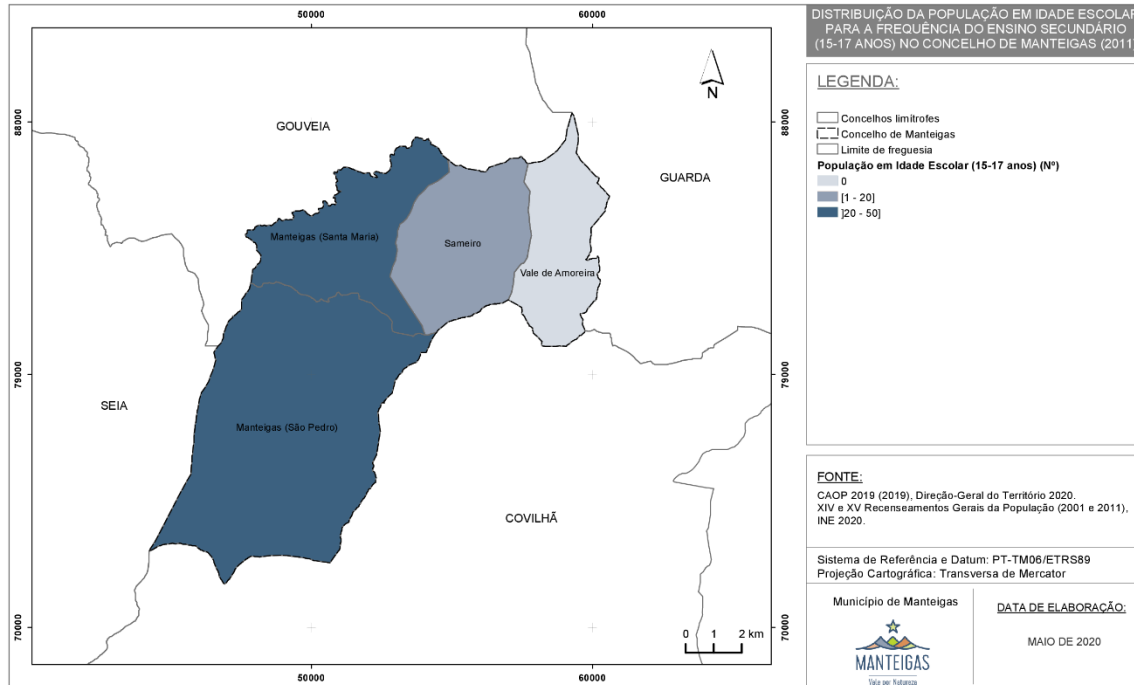 50000
60000
88000
88000
79000
79000
70000
70000
50000
60000
GOUVEIA
GUARDA
SEIA
COVILHÃ
Manteigas (Santa Maria)
Sameiro
Vale de Amoreira
Manteigas (São Pedro)
N
0 1 2 km
DISTRIBUIÇÃO DA POPULAÇÃO EM IDADE ESCOLAR
PARA A FREQUÊNCIA DO ENSINO SECUNDÁRIO
(15-17 ANOS) NO CONCELHO DE MANTEIGAS (2011)
LEGENDA:
Concelhos limítrofes
Concelho de Manteigas
Limite de freguesia
População em Idade Escolar (15-17 anos) (Nº)
0
[1 - 20]
]20 - 50]
FONTE:
CAOP 2019 (2019), Direção-Geral do Território 2020.
XIV e XV Recenseamentos Gerais da População (2001 e 2011),
INE 2020.
Sistema de Referência e Datum: PT-TM06/ETRS89
Projeção Cartográfica: Transversa de Mercator
Município de Manteigas
MANTEIGAS
Vale por Natureza
DATA DE ELABORAÇÃO:
MAIO DE 2020